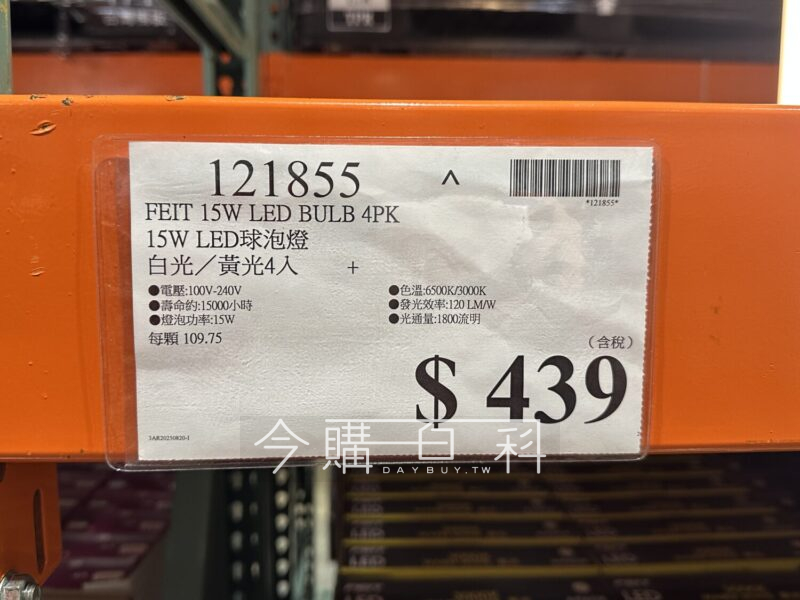 121855
^
*121855*
FEIT 15W LED BULB 4PK
15W LED球泡燈
白光／黃光4入 +
●電壓:100V-240V
●壽命約:15000小時
●燈泡功率:15W
●色溫:6500K/3000K
●發光效率:120 LM/W
●光通量:1800流明
每顆 109.75
（含稅）
$ 439
3AR20250820-1
今購百科
DAYBUY.TW
LED